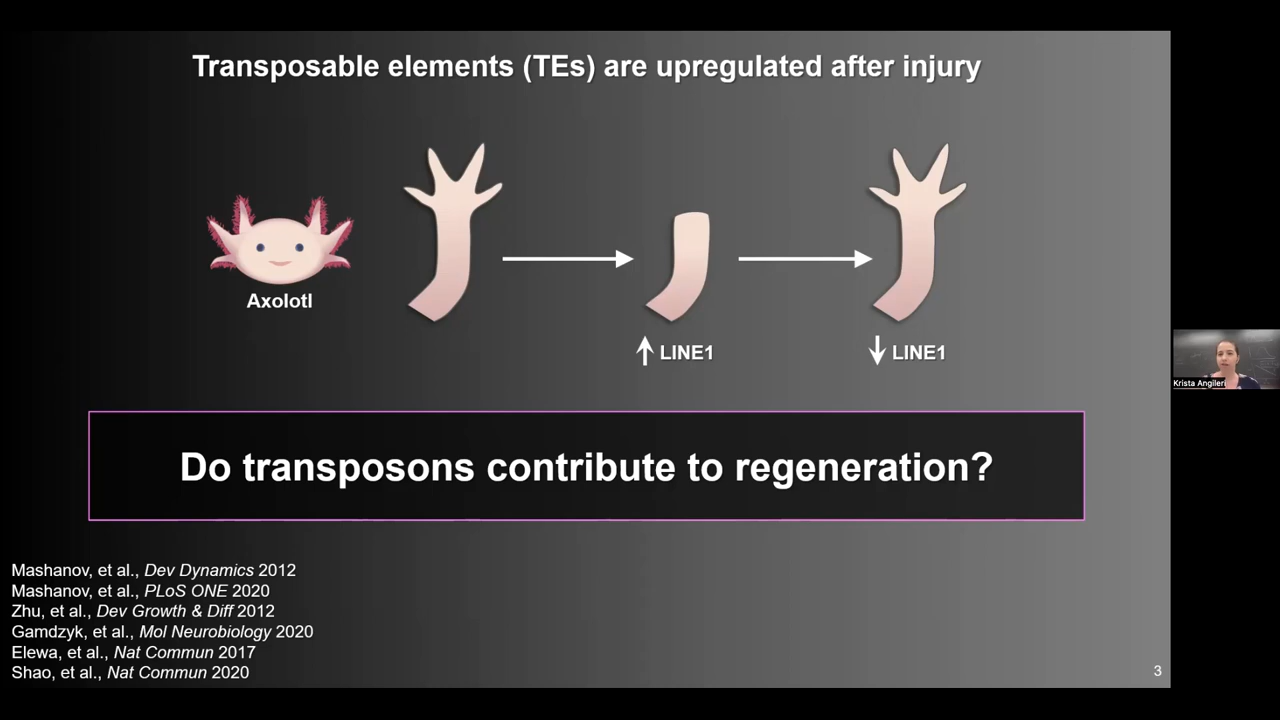 Transposable elements (TEs) are upregulated after injury
Axolotl
LINE1
LINE1
Do transposons contribute to regeneration?
Mashanov, et al., Dev Dynamics 2012
Mashanov, et al., PLoS ONE 2020
Zhu, et al., Dev Growth & Diff 2012
Gamdzyk, et al., Mol Neurobiology 2020
Elewa, et al., Nat Commun 2017
Shao, et al., Nat Commun 2020
3
Krista Angileri